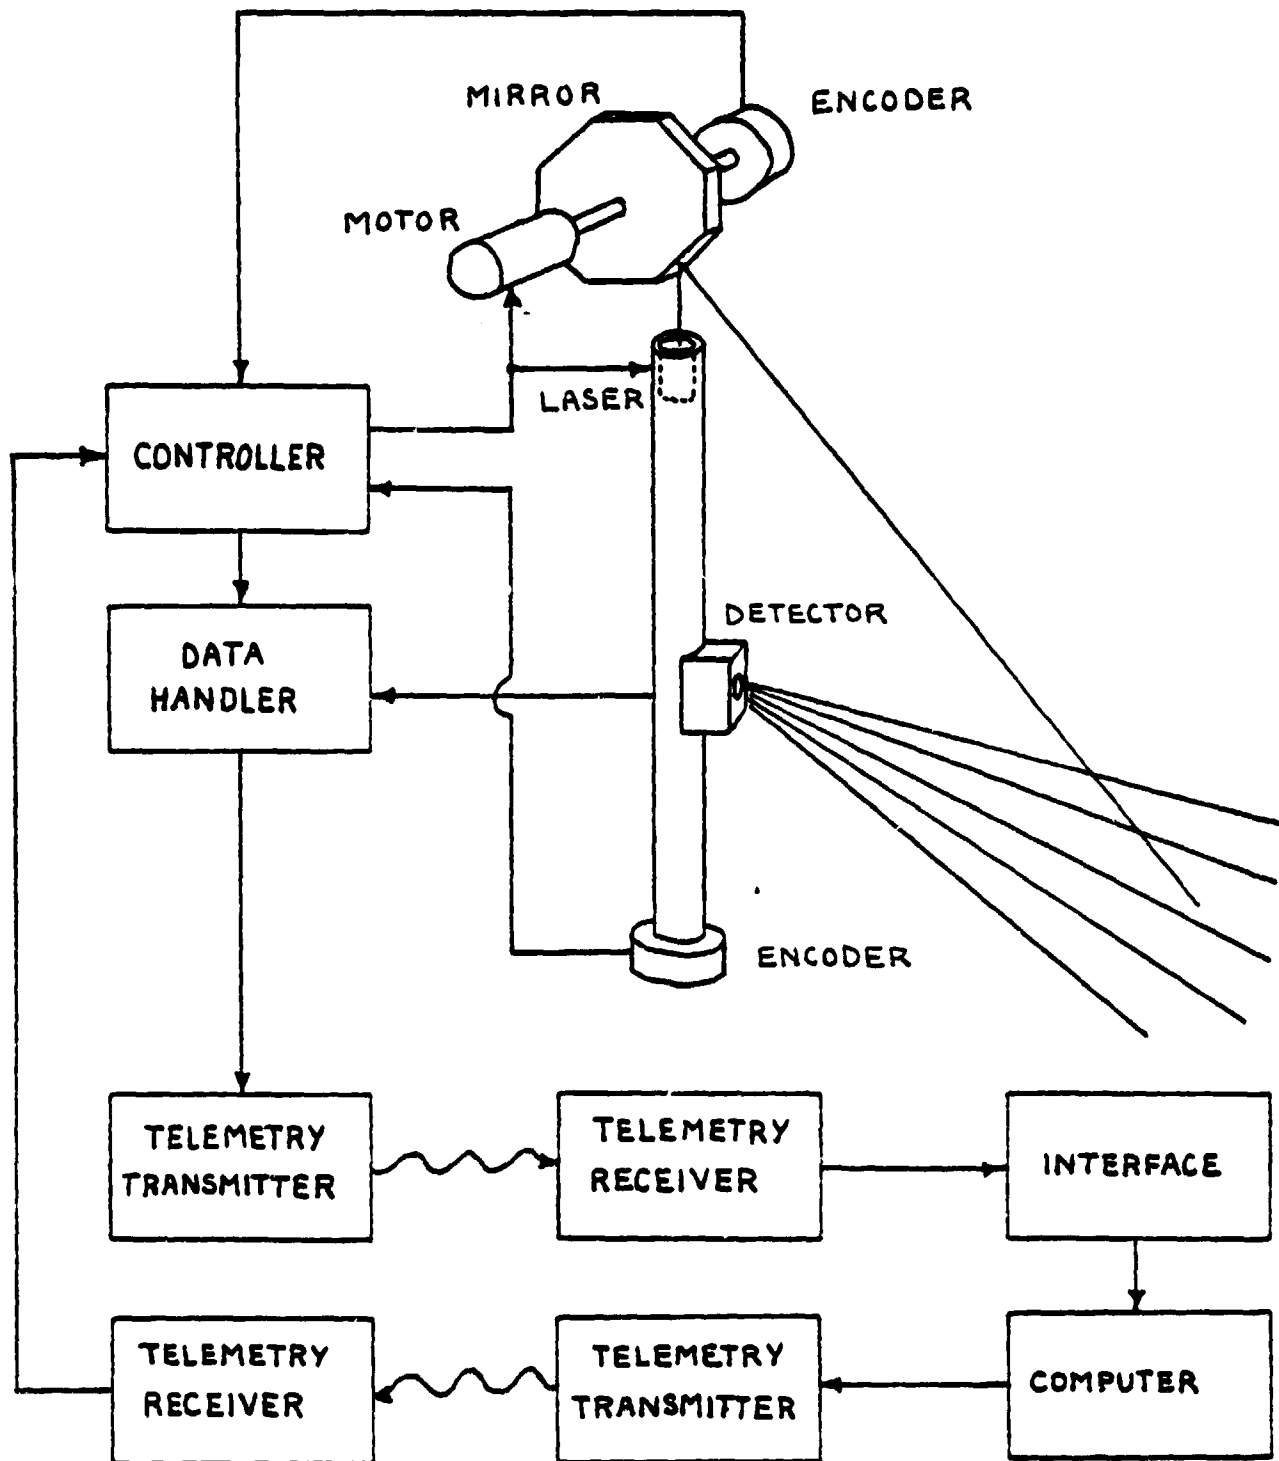 MIRROR
ENCODER
MOTOR
LASER
CONTROLLER
DETECTOR
DATA
HANDLER
ENCODER
TELEMETRY
TRANSMITTER
TELEMETRY
RECEIVER
INTERFACE
TELEMETRY
RECEIVER
TELEMETRY
TRANSMITTER
COMPUTER